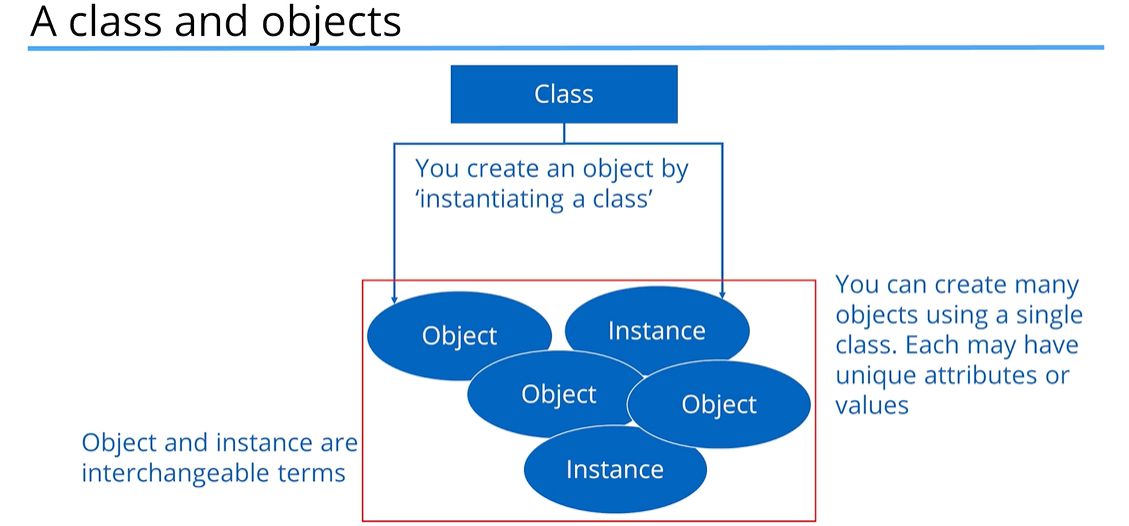 A class and objects
Class
You create an object by
‘instantiating a class’
You can create many
objects using a single
class. Each may have
unique attributes or
values
Object
Instance
Object
Object
Instance
Object and instance are
interchangeable terms